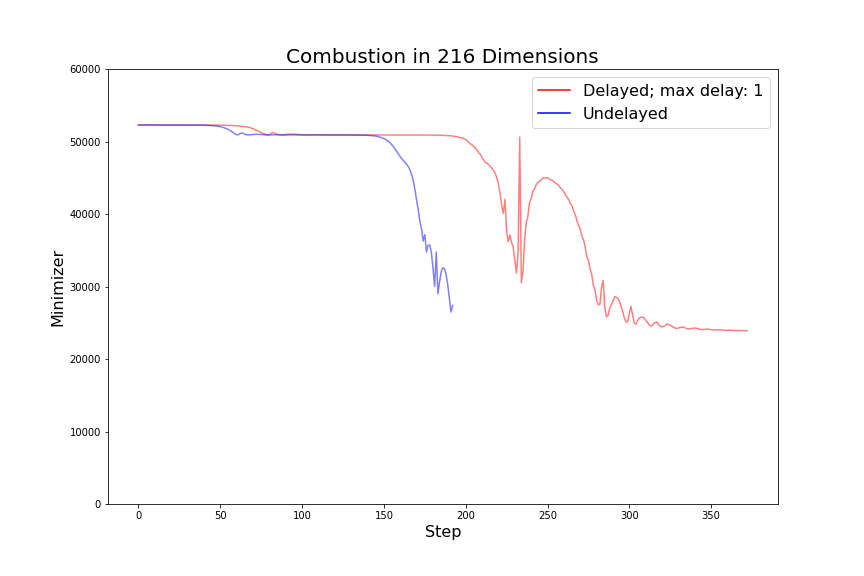 Combustion in 216 Dimensions
Delayed; max delay: 1
Undelayed
60000
50000
40000
30000
20000
10000
0
Minimizer
0 50 100 150 200 250 300 350
Step